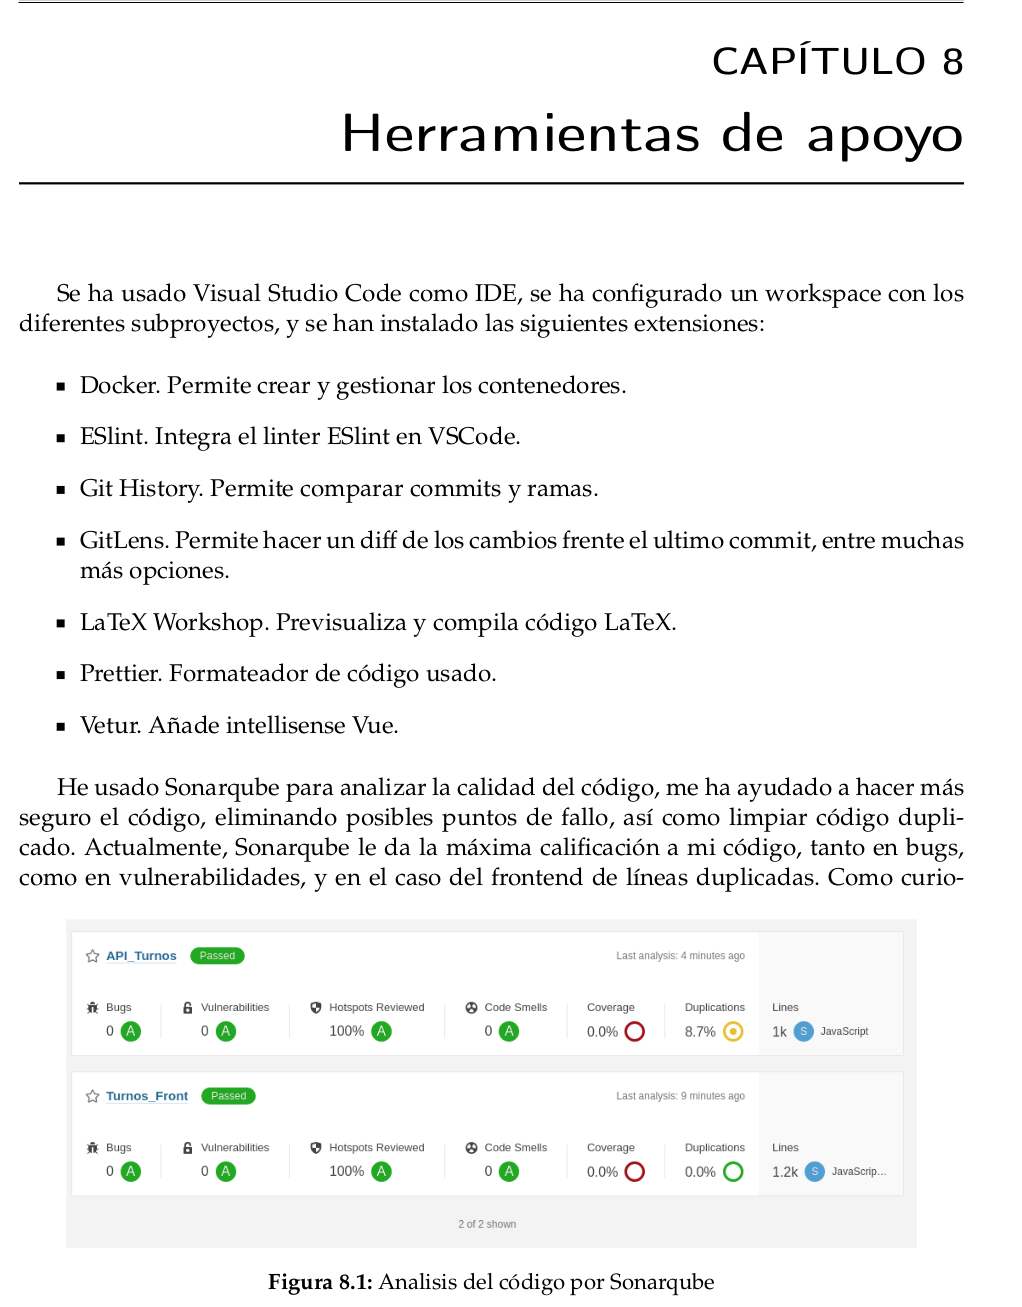 CAPÍTULO 8
Herramientas de apoyo
Se ha usado Visual Studio Code como IDE, se ha configurado un workspace con los
diferentes subproyectos, y se han instalado las siguientes extensiones:
▪ Docker. Permite crear y gestionar los contenedores.
▪ ESlint. Integra el linter ESlint en VSCode.
▪ Git History. Permite comparar commits y ramas.
▪ GitLens. Permite hacer un diff de los cambios frente el ultimo commit, entre muchas
más opciones.
▪ LaTeX Workshop. Previsualiza y compila código LaTeX.
▪ Prettier. Formateador de código usado.
▪ Vetur. Añade intellisense Vue.
He usado Sonarqube para analizar la calidad del código, me ha ayudado a hacer más
seguro el código, eliminando posibles puntos de fallo, así como limpiar código dupli-
cado. Actualmente, Sonarqube le da la máxima calificación a mi código, tanto en bugs,
como en vulnerabilidades, y en el caso del frontend de líneas duplicadas. Como curio-
API_Turnos Passed Last analysis: 4 minutes ago
Bugs Vulnerabilities Hotspots Reviewed Code Smells Coverage Duplications Lines
0 A 0 A 100% A 0 A 0.0% 8.7% 1k S JavaScript
Turnos_Front Passed Last analysis: 9 minutes ago
Bugs Vulnerabilities Hotspots Reviewed Code Smells Coverage Duplications Lines
0 A 0 A 100% A 0 A 0.0% 0.0% 1.2k S JavaScrip...
2 of 2 shown
Figura 8.1: Analisis del código por Sonarqube